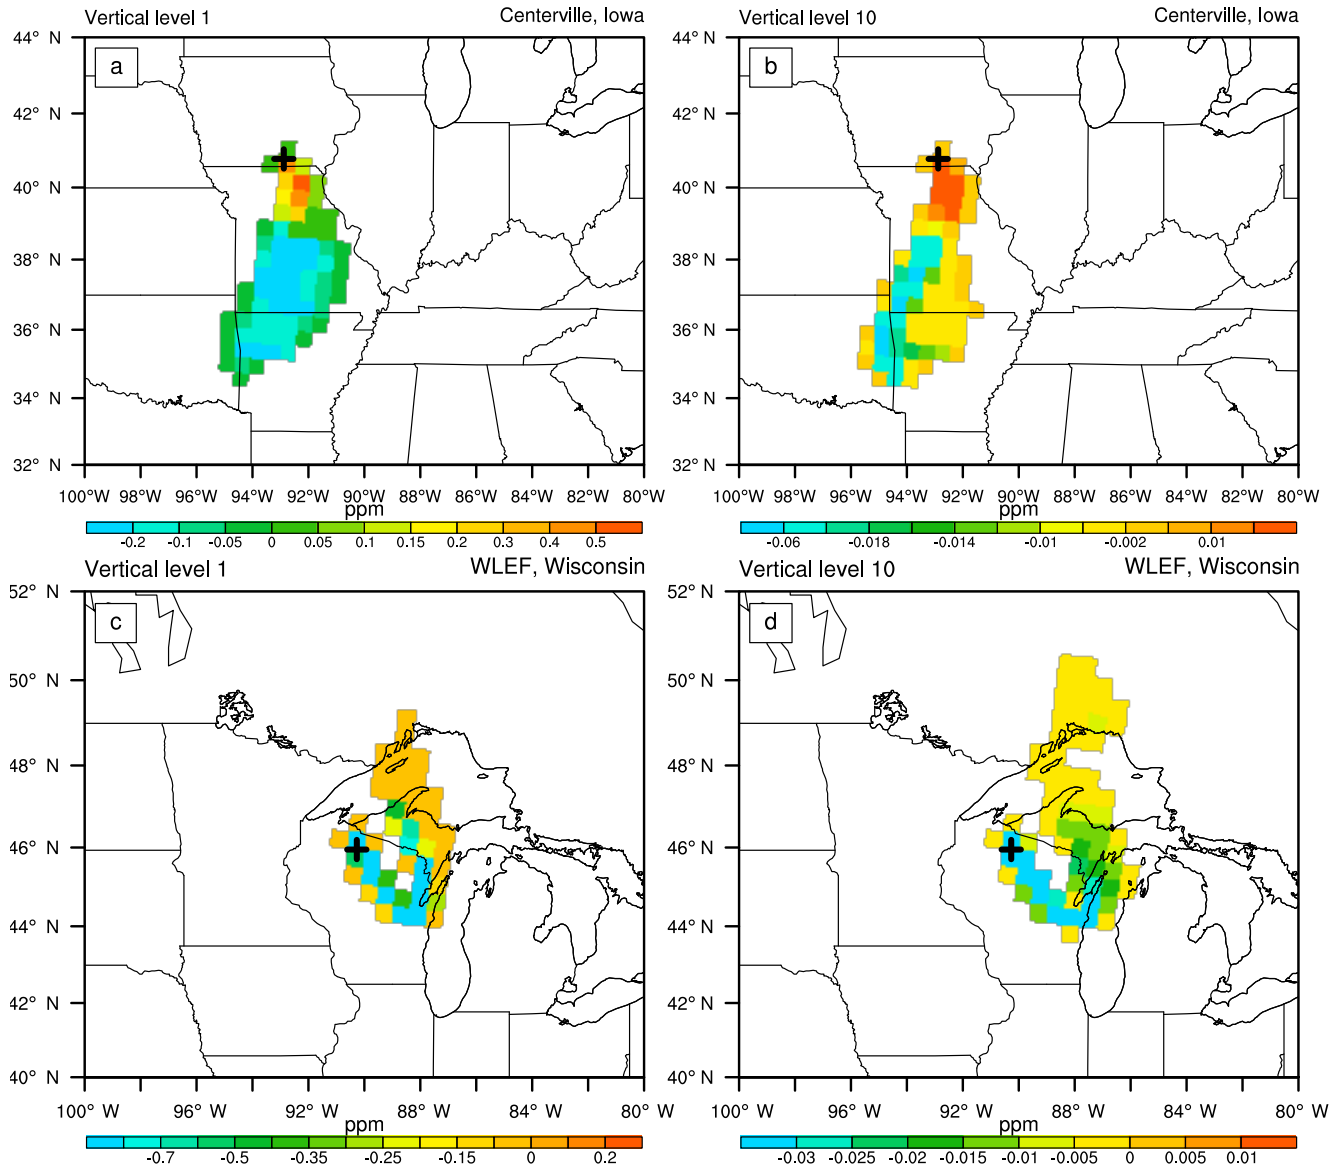 Vertical level 1 Centerville, Iowa
Vertical level 10 Centerville, Iowa
a
b
44° N
42° N
40° N
38° N
36° N
34° N
32° N
44° N
42° N
40° N
38° N
36° N
34° N
32° N
100°W 98°W 96°W 94°W 92°W 90°W 88°W 86°W 84°W 82°W 80°W
100°W 98°W 96°W 94°W 92°W 90°W 88°W 86°W 84°W 82°W 80°W
ppm
ppm
-0.2 -0.1 -0.05 0 0.05 0.1 0.15 0.2 0.3 0.4 0.5
-0.06 -0.018 -0.014 -0.01 -0.002 0.01
Vertical level 1 WLEF, Wisconsin
Vertical level 10 WLEF, Wisconsin
c
d
52° N
50° N
48° N
46° N
44° N
42° N
40° N
52° N
50° N
48° N
46° N
44° N
42° N
40° N
100° W 96° W 92° W 88° W 84° W 80° W
100° W 96° W 92° W 88° W 84° W 80° W
ppm
ppm
-0.7 -0.5 -0.35 -0.25 -0.15 0 0.2
-0.03 -0.025 -0.02 -0.015 -0.01 -0.005 0 0.005 0.01